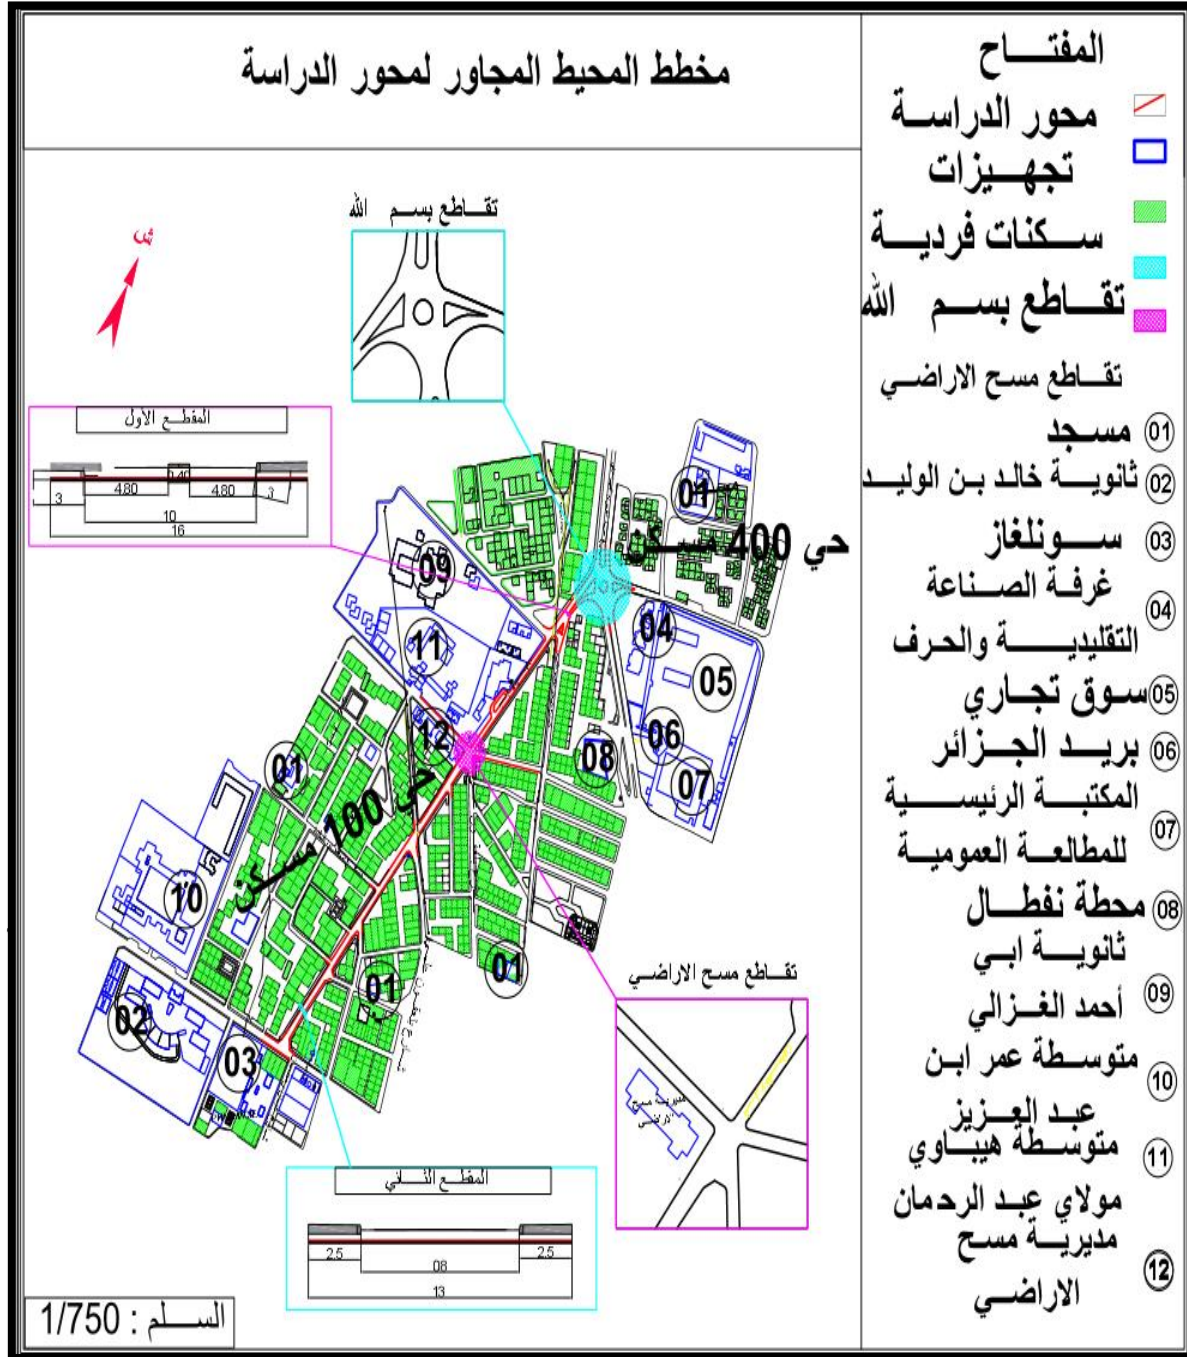 مخطط المحيط المجاور لمحور الدراسة
المفتاح
محور الدراسة
تجهيزات
سكنات فردية
تقاطع بسم الله
تقاطع مسح الاراضي
01 مسجد
02 ثانوية خالد بن الوليد
03 سونلغاز
غرفة الصناعة
04
التقليدية والحرف
05 سوق تجاري
06 بريد الجزائر
المكتبة الرئيسية
07
للمطالعة العمومية
08 محطة نفطال
ثانوية ابي
09
أحمد الغزالي
متوسطة عمر ابن
10
عبد العزيز
متوسطة هيباوي
11
مولاي عبد الرحمان
مديرية مسح
12
الاراضي
تقاطع بسم الله
ش
المقطع الأول
1.40
4.80
4.80
3
3
10
16
01
حي 400 مسكن
09
11
04
05
12
06
08
07
01
حي 100 مسكن
10
01
01
02
03
تقاطع مسح الاراضي
مديرية مسح
الاراضي
المقطع الثاني
2.5
08
2.5
13
السلم : 1/750